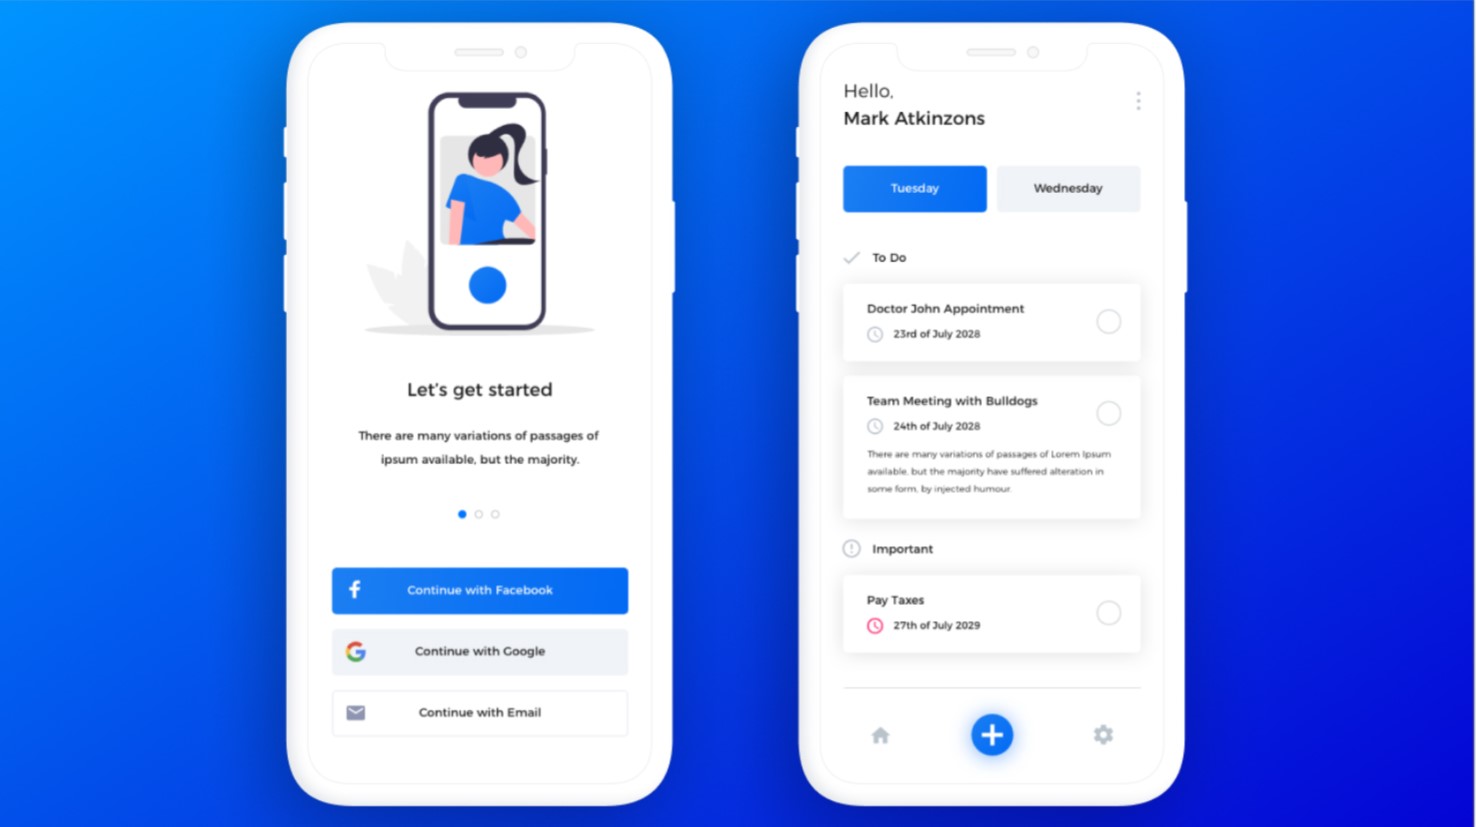 Let's get started
There are many variations of passages of
ipsum available, but the majority.
Continue with Facebook
Continue with Google
Continue with Email
Hello,
Mark Atkinzons
Tuesday
Wednesday
To Do
Doctor John Appointment
23rd of July 2028
Team Meeting with Bulldogs
24th of July 2028
There are many variations of passages of Lorem Ipsum
available, but the majority have suffered alteration in
some form, by injected humour.
Important
Pay Taxes
27th of July 2029